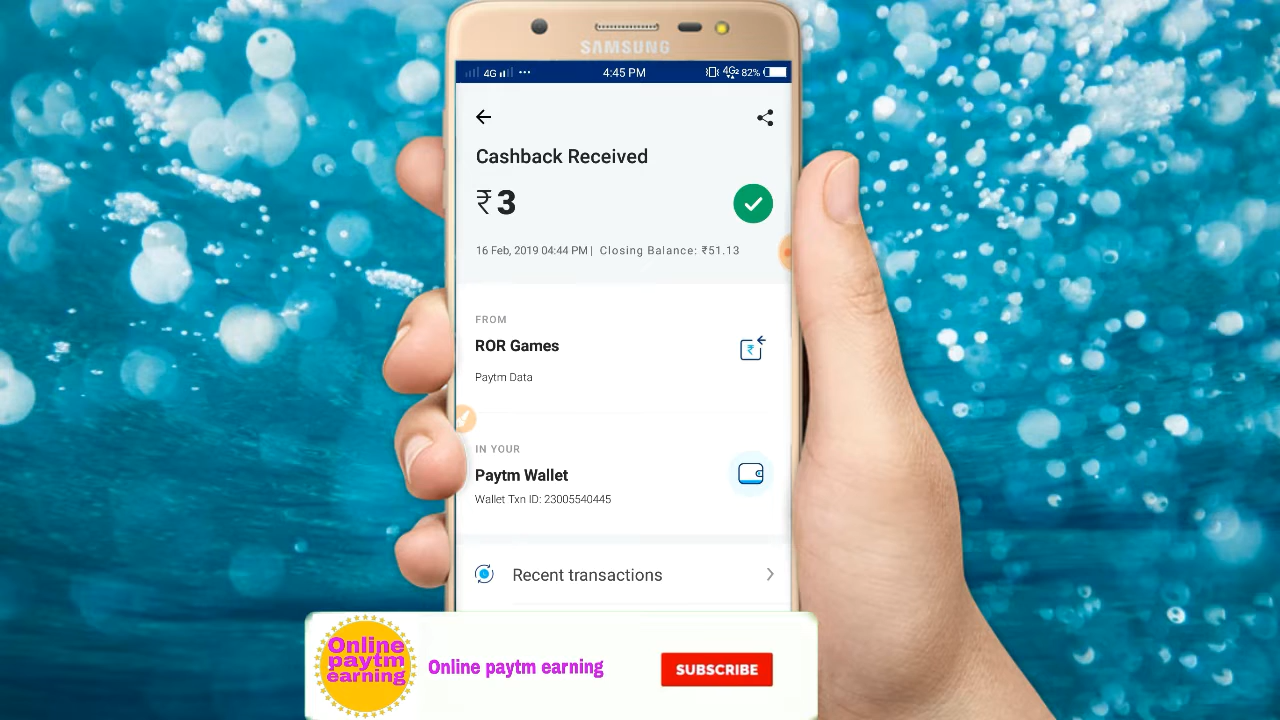 SAMSUNG
4G 4:45 PM 4G2 82%
Cashback Received
₹3
16 Feb, 2019 04:44 PM | Closing Balance: ₹51.13
FROM
ROR Games
₹
Paytm Data
IN YOUR
Paytm Wallet
Wallet Txn ID: 23005540445
Recent transactions
Online
paytm
earning
Online paytm earning
SUBSCRIBE